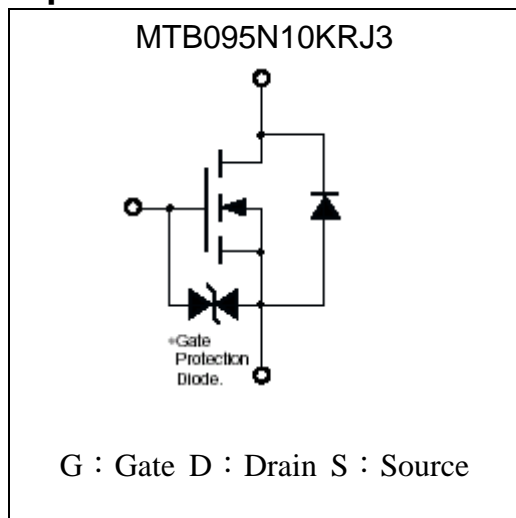 MTB095N10KRJ3
*Gate
Protection
Diode.
G：Gate D：Drain S：Source